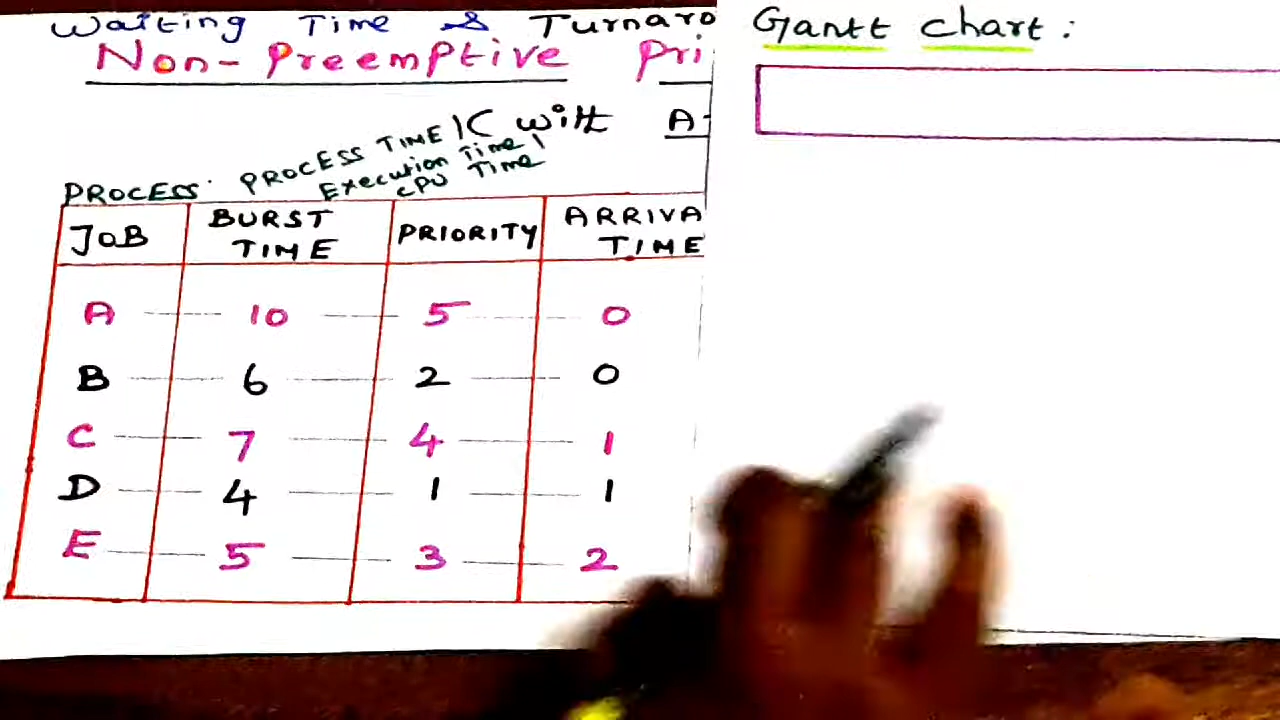 Waiting Time & Turnaro
Non-Preemptive Pri
with A
PROCESS: PROCESS TIME /
Execution Time /
CPU Time
JOB BURST TIME PRIORITY ARRIVA TIME
A 10 5 0
B 6 2 0
C 7 4 1
D 4 1 1
E 5 3 2
Gantt chart: